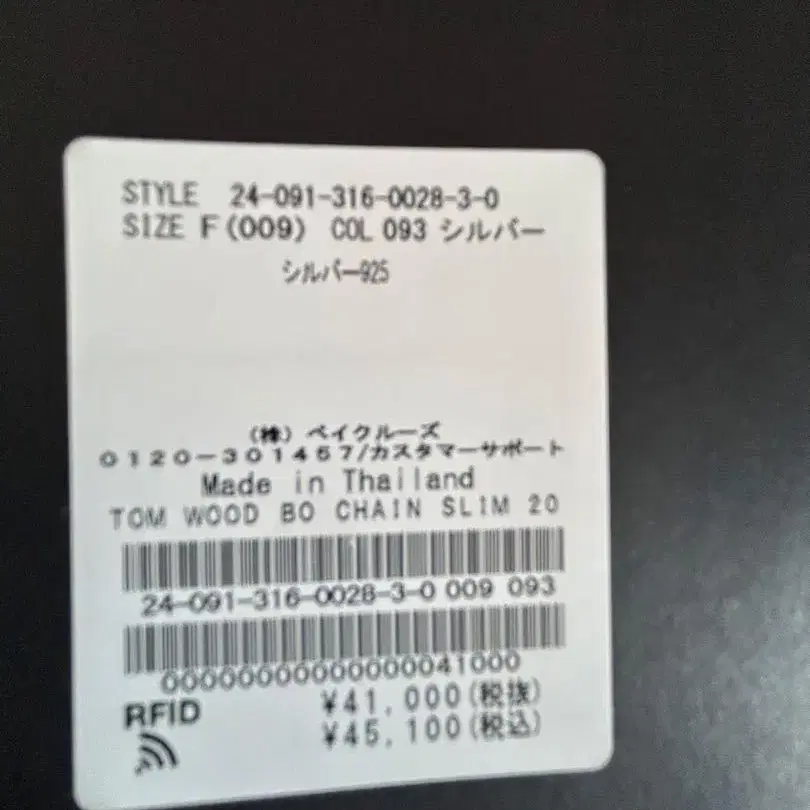 STYLE 24-091-316-0028-3-0
SIZE F(009) COL 093 シルバー
シルバー925
(株) ベイクルーズ
0120-301457/カスタマーサポート
Made in Thailand
TOM WOOD BO CHAIN SLIM 20
24-091-316-0028-3-0 009 093
00000000000000041000
¥41,000(税抜)
RFID
¥45,100(税込)